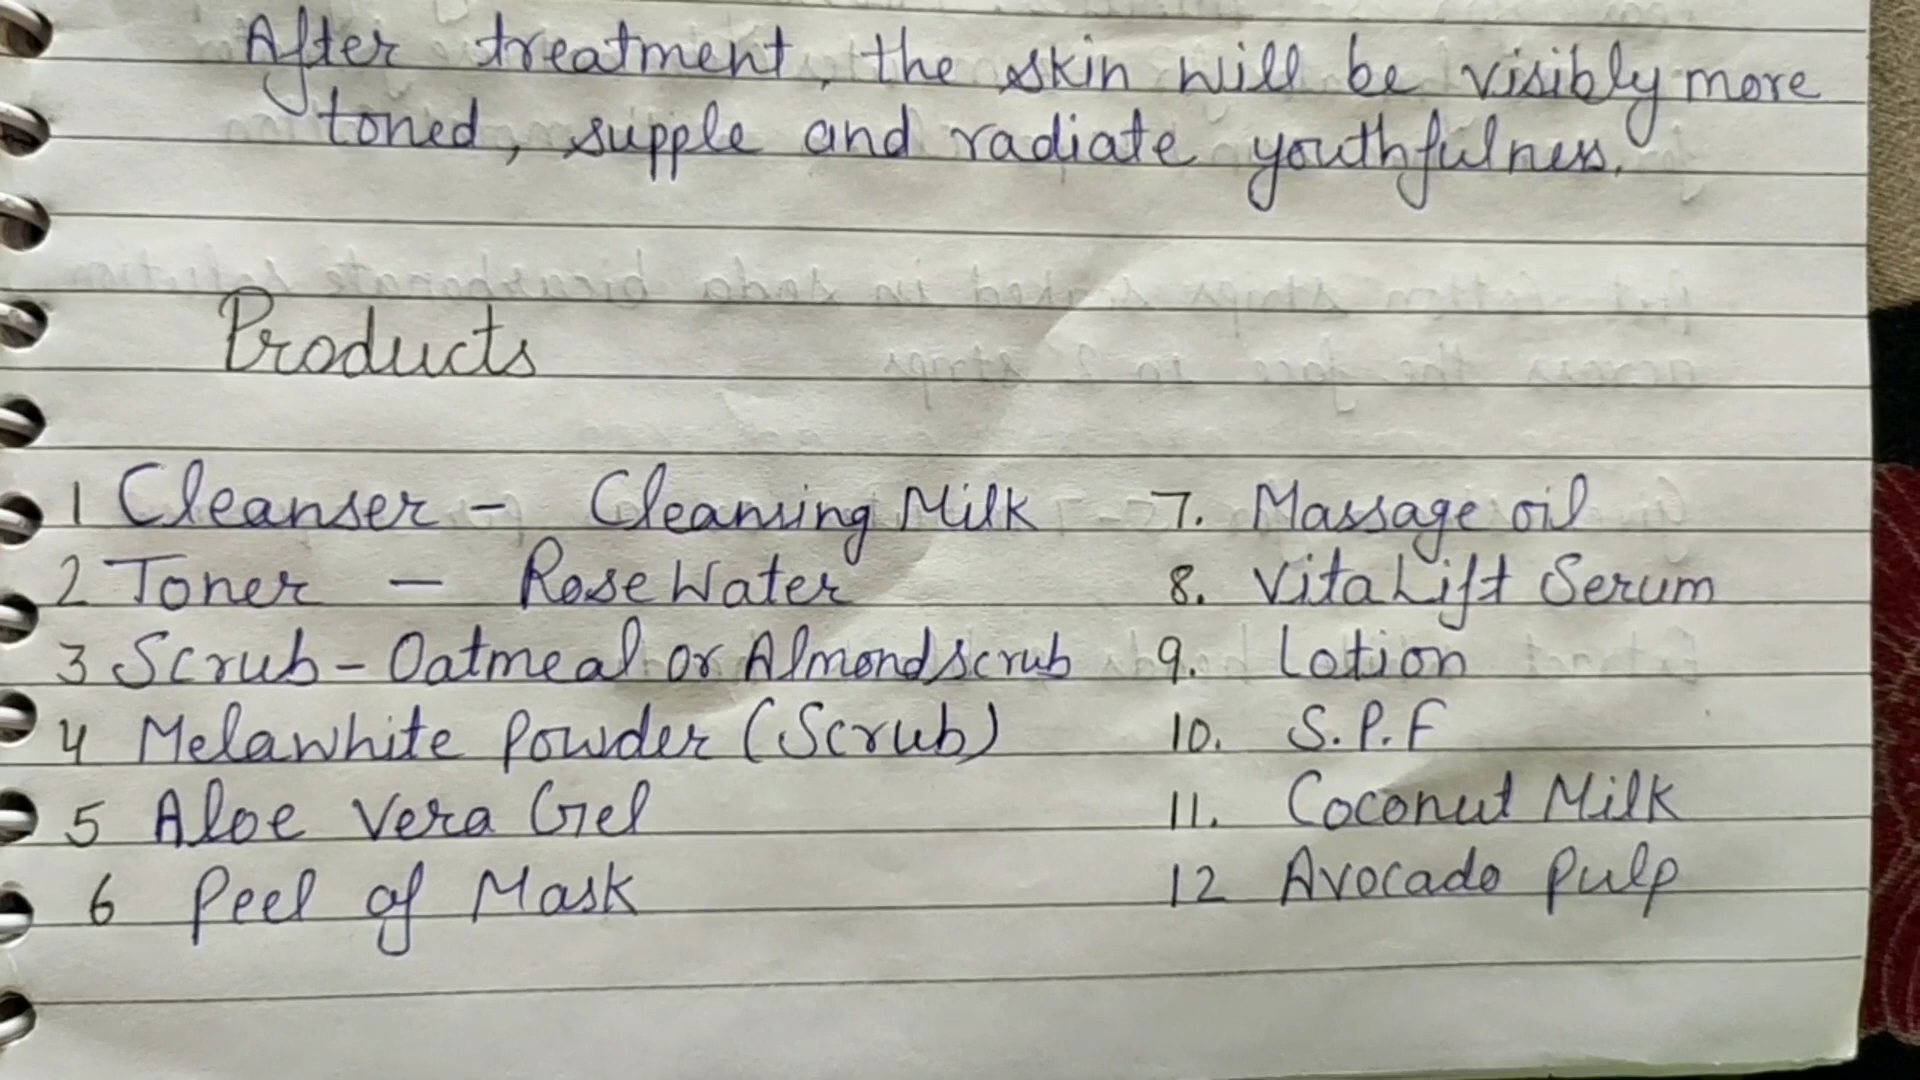 After treatment, the skin will be visibly more
toned, supple and radiate youthfulness.
Products
1 Cleanser - Cleansing Milk
2 Toner - Rose Water
3 Scrub - Oatmeal or Almond scrub
4 Melawhite Powder (Scrub)
5 Aloe Vera Gel
6 Peel of Mask
7. Massage oil
8. Vita Lift Serum
9. Lotion
10. S.P.F
11. Coconut Milk
12 Avocado Pulp